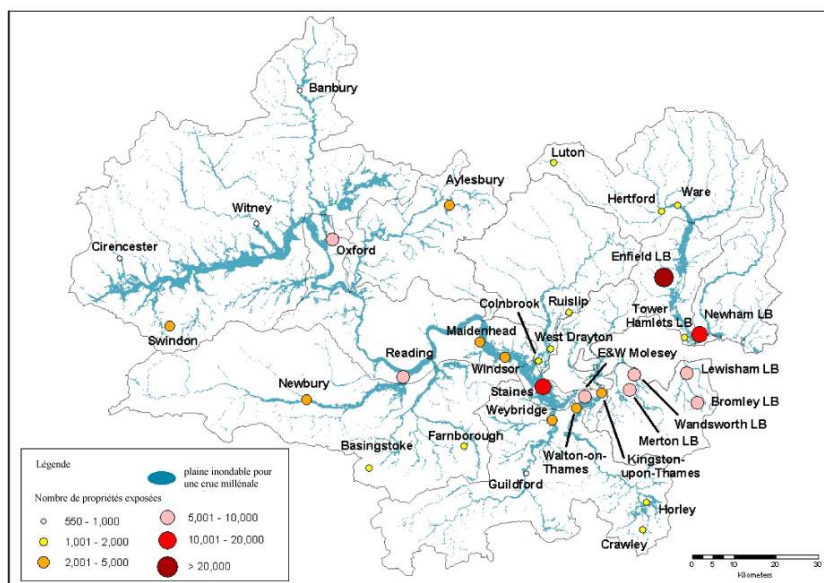 Banbury
Luton
Aylesbury
Hertford
Ware
Witney
Cirencester
Oxford
Enfield LB
Colnbrook
Ruislip
Tower
Hamlets LB
Newham LB
Swindon
Maidenhead
West Drayton
E&W Molesey
Reading
Windsor
Lewisham LB
Newbury
Staines
Bromley LB
Weybridge
Wandsworth LB
Basingstoke
Farnborough
Merton LB
Walton-on-
Thames
Kingston-
upon-Thames
Guildford
Horley
Crawley
Légende
plaine inondable pour
une crue millénale
Nombre de propriétés exposées
550 - 1,000
1,001 - 2,000
2,001 - 5,000
5,001 - 10,000
10,001 - 20,000
> 20,000
0
5
10
20
30
Kilometers